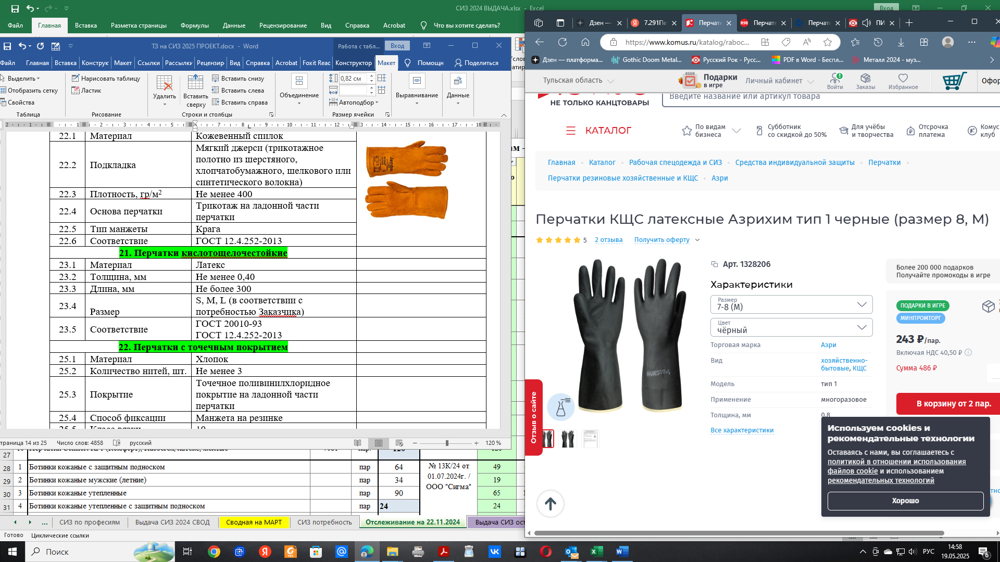 СИЗ 2024 ВЫДАЧА.xlsx - Excel
Вход
Файл
Главная
Вставка
Разметка страницы
Формулы
Данные
Рецензирование
Вид
Справка
Acrobat
Что вы хотите сделать?
ТЗ на СИЗ 2025 ПРОЕКТ.docx - Word
Работа с табл...
Вход
Файл
Главная
Вставка
Конструк
Макет
Ссылки
Рассылки
Рецензир
Вид
Справка
Acrobat
Foxit Reac
Конструктор
Макет
Помощн
Поделиться
Выделить
Отобразить сетку
Свойства
Таблица
Нарисовать таблицу
Ластик
Рисование
Удалить
Вставить сверху
Вставить снизу
Вставить слева
Вставить справа
Строки и столбцы
Объединение
0,82 см
Автоподбор
Размер ячейки
Выравнивание
Данные
22.1 Материал Кожевенный спилок
22.2 Подкладка Мягкий джерси (трикотажное
полотно из шерстяного,
хлопчатобумажного, шелкового или
синтетического волокна)
22.3 Плотность, гр/м2 Не менее 400
22.4 Основа перчатки Трикотаж на ладонной части
перчатки
22.5 Тип манжеты Крага
22.6 Соответствие ГОСТ 12.4.252-2013
21. Перчатки кислотощелочестойкие
23.1 Материал Латекс
23.2 Толщина, мм Не менее 0,40
23.3 Длина, мм Не более 300
23.4 Размер S, M, L (в соответствии с
потребностью Заказчика)
23.5 Соответствие ГОСТ 20010-93
ГОСТ 12.4.252-2013
22. Перчатки с точечным покрытием
25.1 Материал Хлопок
25.2 Количество нитей, шт. Не менее 3
25.3 Покрытие Точечное поливинилхлоридное
покрытие на ладонной части
перчатки
25.4 Способ фиксации Манжета на резинке
траница 14 из 25
Число слов: 4858
русский
120 %
27
28 1 Ботинки кожаные с защитным подноском пар 64 49
29 2 Ботинки кожаные мужские (летние) пар 34 19
30 3 Ботинки кожаные утепленные пар 90 65
31 4 Ботинки кожаные утепленные с защитным подноском пар 24 24
№ 13К/24 от
01.07.2024г. /
ООО "Сигма"
...
СИЗ по професиям
Выдача СИЗ 2024 СВОД
Сводная на МАРТ
СИЗ потребность
Отслеживание на 22.11.2024
Выдача СИЗ ост
Готово
Циклические ссылки
Дзен —
7.291Пе
Перчат
Перчат
Перчат
ПИ
https://www.komus.ru/katalog/raboc...
Дзен — платформа...
Gothic Doom Metal...
Русский Рок - Русс...
PDF в Word - Беспл...
Металл 2024 - муз...
Тульская область
Подарки
в игре
Личный кабинет
Войти
Заказы
Избранное
Офор
НЕ ТОЛЬКО КАНЦТОВАРЫ
Введите название или артикул товара
КАТАЛОГ
По видам
бизнеса
Субботник
со скидкой до 50%
Для учёбы
и творчества
Отсрочка
платежа
Комус
клуб
Главная • Каталог • Рабочая спецодежда и СИЗ • Средства индивидуальной защиты • Перчатки •
Перчатки резиновые хозяйственные и КЩС • Азри
Перчатки КЩС латексные Азрихим тип 1 черные (размер 8, M)
5
2 отзыва
Получить оферту
Арт. 1328206
Характеристики
Размер
7-8 (M)
Цвет
чёрный
Торговая марка Азри
Вид хозяйственно-
бытовые, КЩС
Модель тип 1
Применение многоразовое
Толщина, мм 0.8
Все характеристики
Более 200 000 подарков
Получайте промокоды в игре
ПОДАРКИ В ИГРЕ
МИНПРОМТОРГ
243 ₽/пар.
Включая НДС 40,50 ₽
Сумма 486 ₽
В корзину от 2 пар.
Отзыв о сайте
Используем cookies и
рекомендательные технологии
Оставаясь с нами, вы соглашаетесь с
политикой в отношении использования
файлов cookie и использованием
рекомендательных технологий
Хорошо
Поиск
РУС
14:58
19.05.2025
6